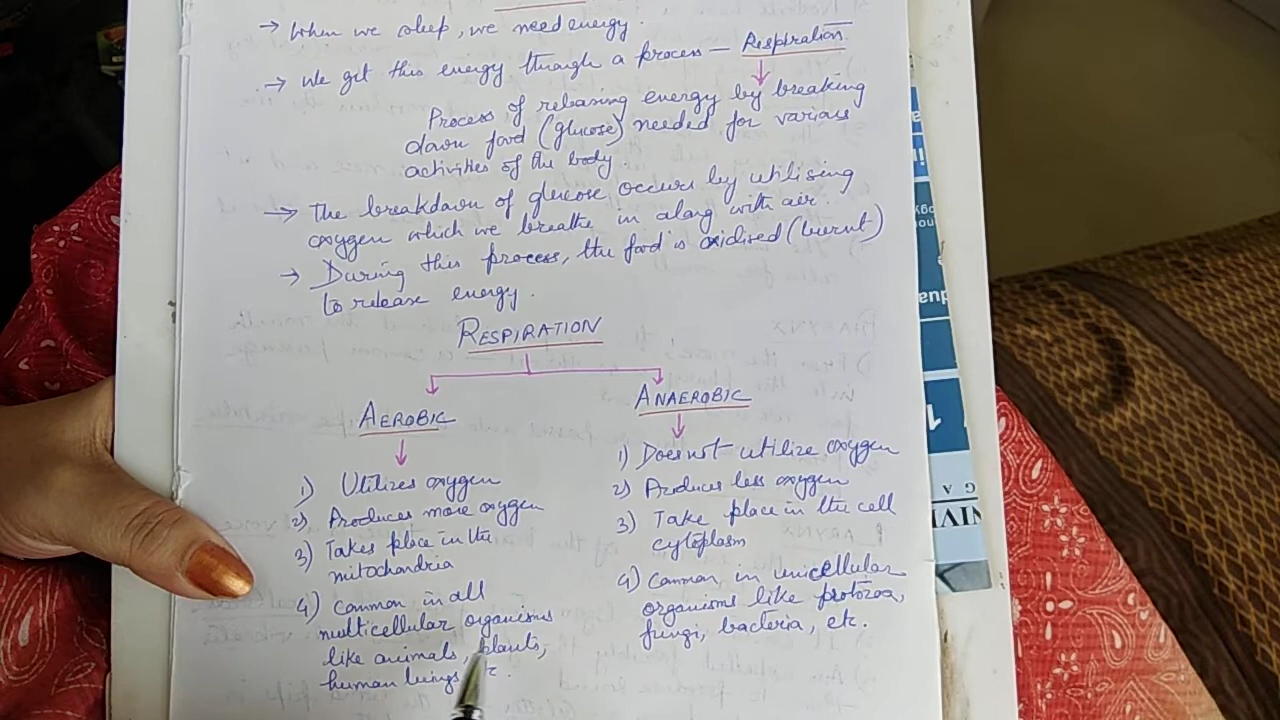 → When we sleep, we need energy.
→ We get this energy through a process – Respiration
Process of releasing energy by breaking
down food (glucose) needed for various
activities of the body.
→ The breakdown of glucose occurs by utilising
oxygen which we breathe in along with air.
→ During this process, the food is oxidised (burnt)
to release energy.
RESPIRATION
AEROBIC
1) Utilizes oxygen
2) Produces more oxygen
3) Takes place in the
mitochondria
4) Common in all
multicellular organisms
like animals, plants,
human beings
ANAEROBIC
1) Does not utilize oxygen
2) Produces less oxygen
3) Take place in the cell
cytoplasm
4) Common in unicellular
organisms like protozoa,
fungi, bacteria, etc.